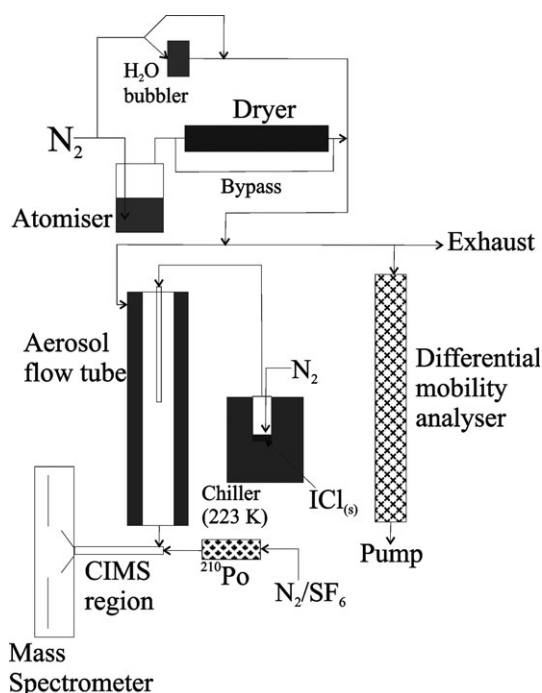 H₂O
bubbler
Dryer
N₂
Bypass
Atomiser
Exhaust
Aerosol
flow tube
N₂
Differential
mobility
analyser
Chiller
(223 K)
ICl₍ₛ₎
CIMS
region
²¹⁰Po
N₂/SF₆
Pump
Mass
Spectrometer